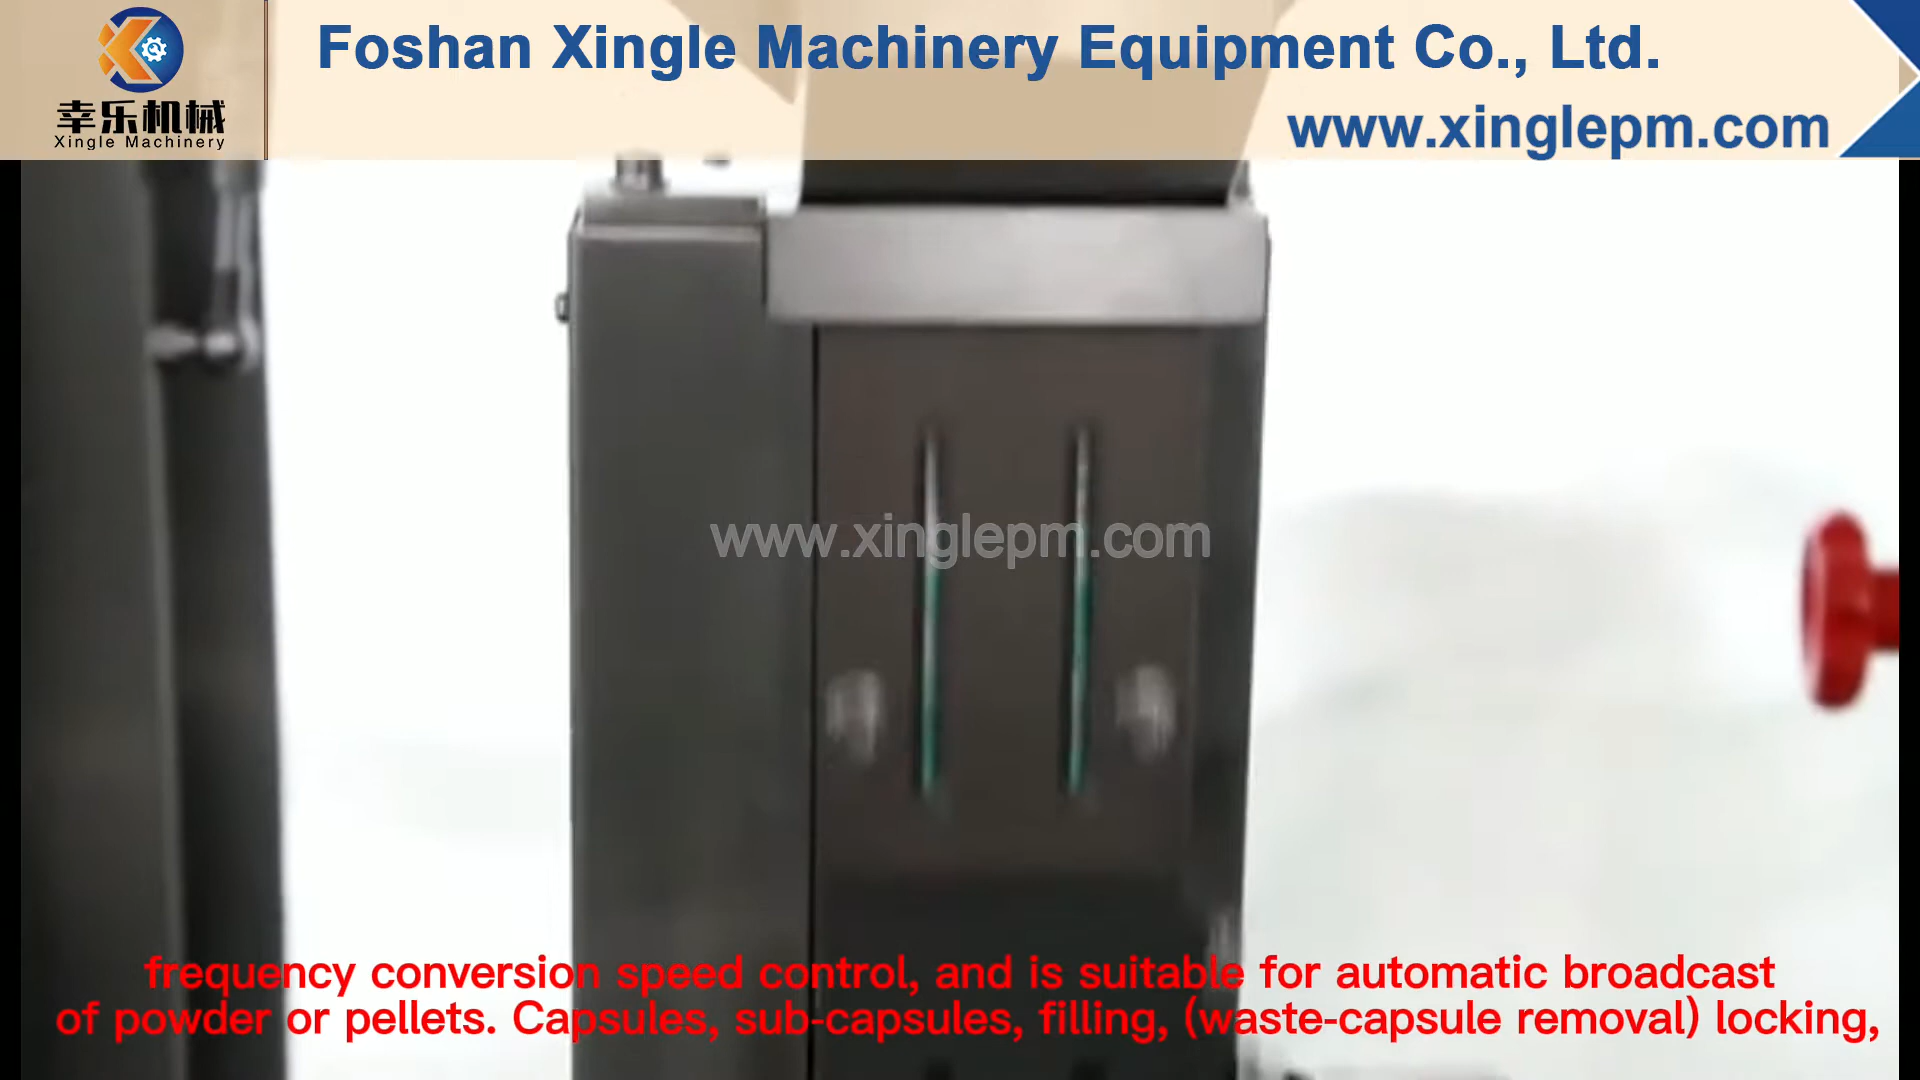 幸乐机械
Xingle Machinery
Foshan Xingle Machinery Equipment Co., Ltd.
www.xinglepm.com
www.xinglepm.com
frequency conversion speed control, and is suitable for automatic broadcast
of powder or pellets. Capsules, sub-capsules, filling, (waste-capsule removal) locking,